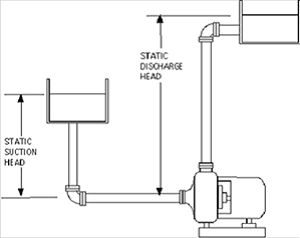 STATIC
DISCHARGE
HEAD
STATIC
SUCTION
HEAD